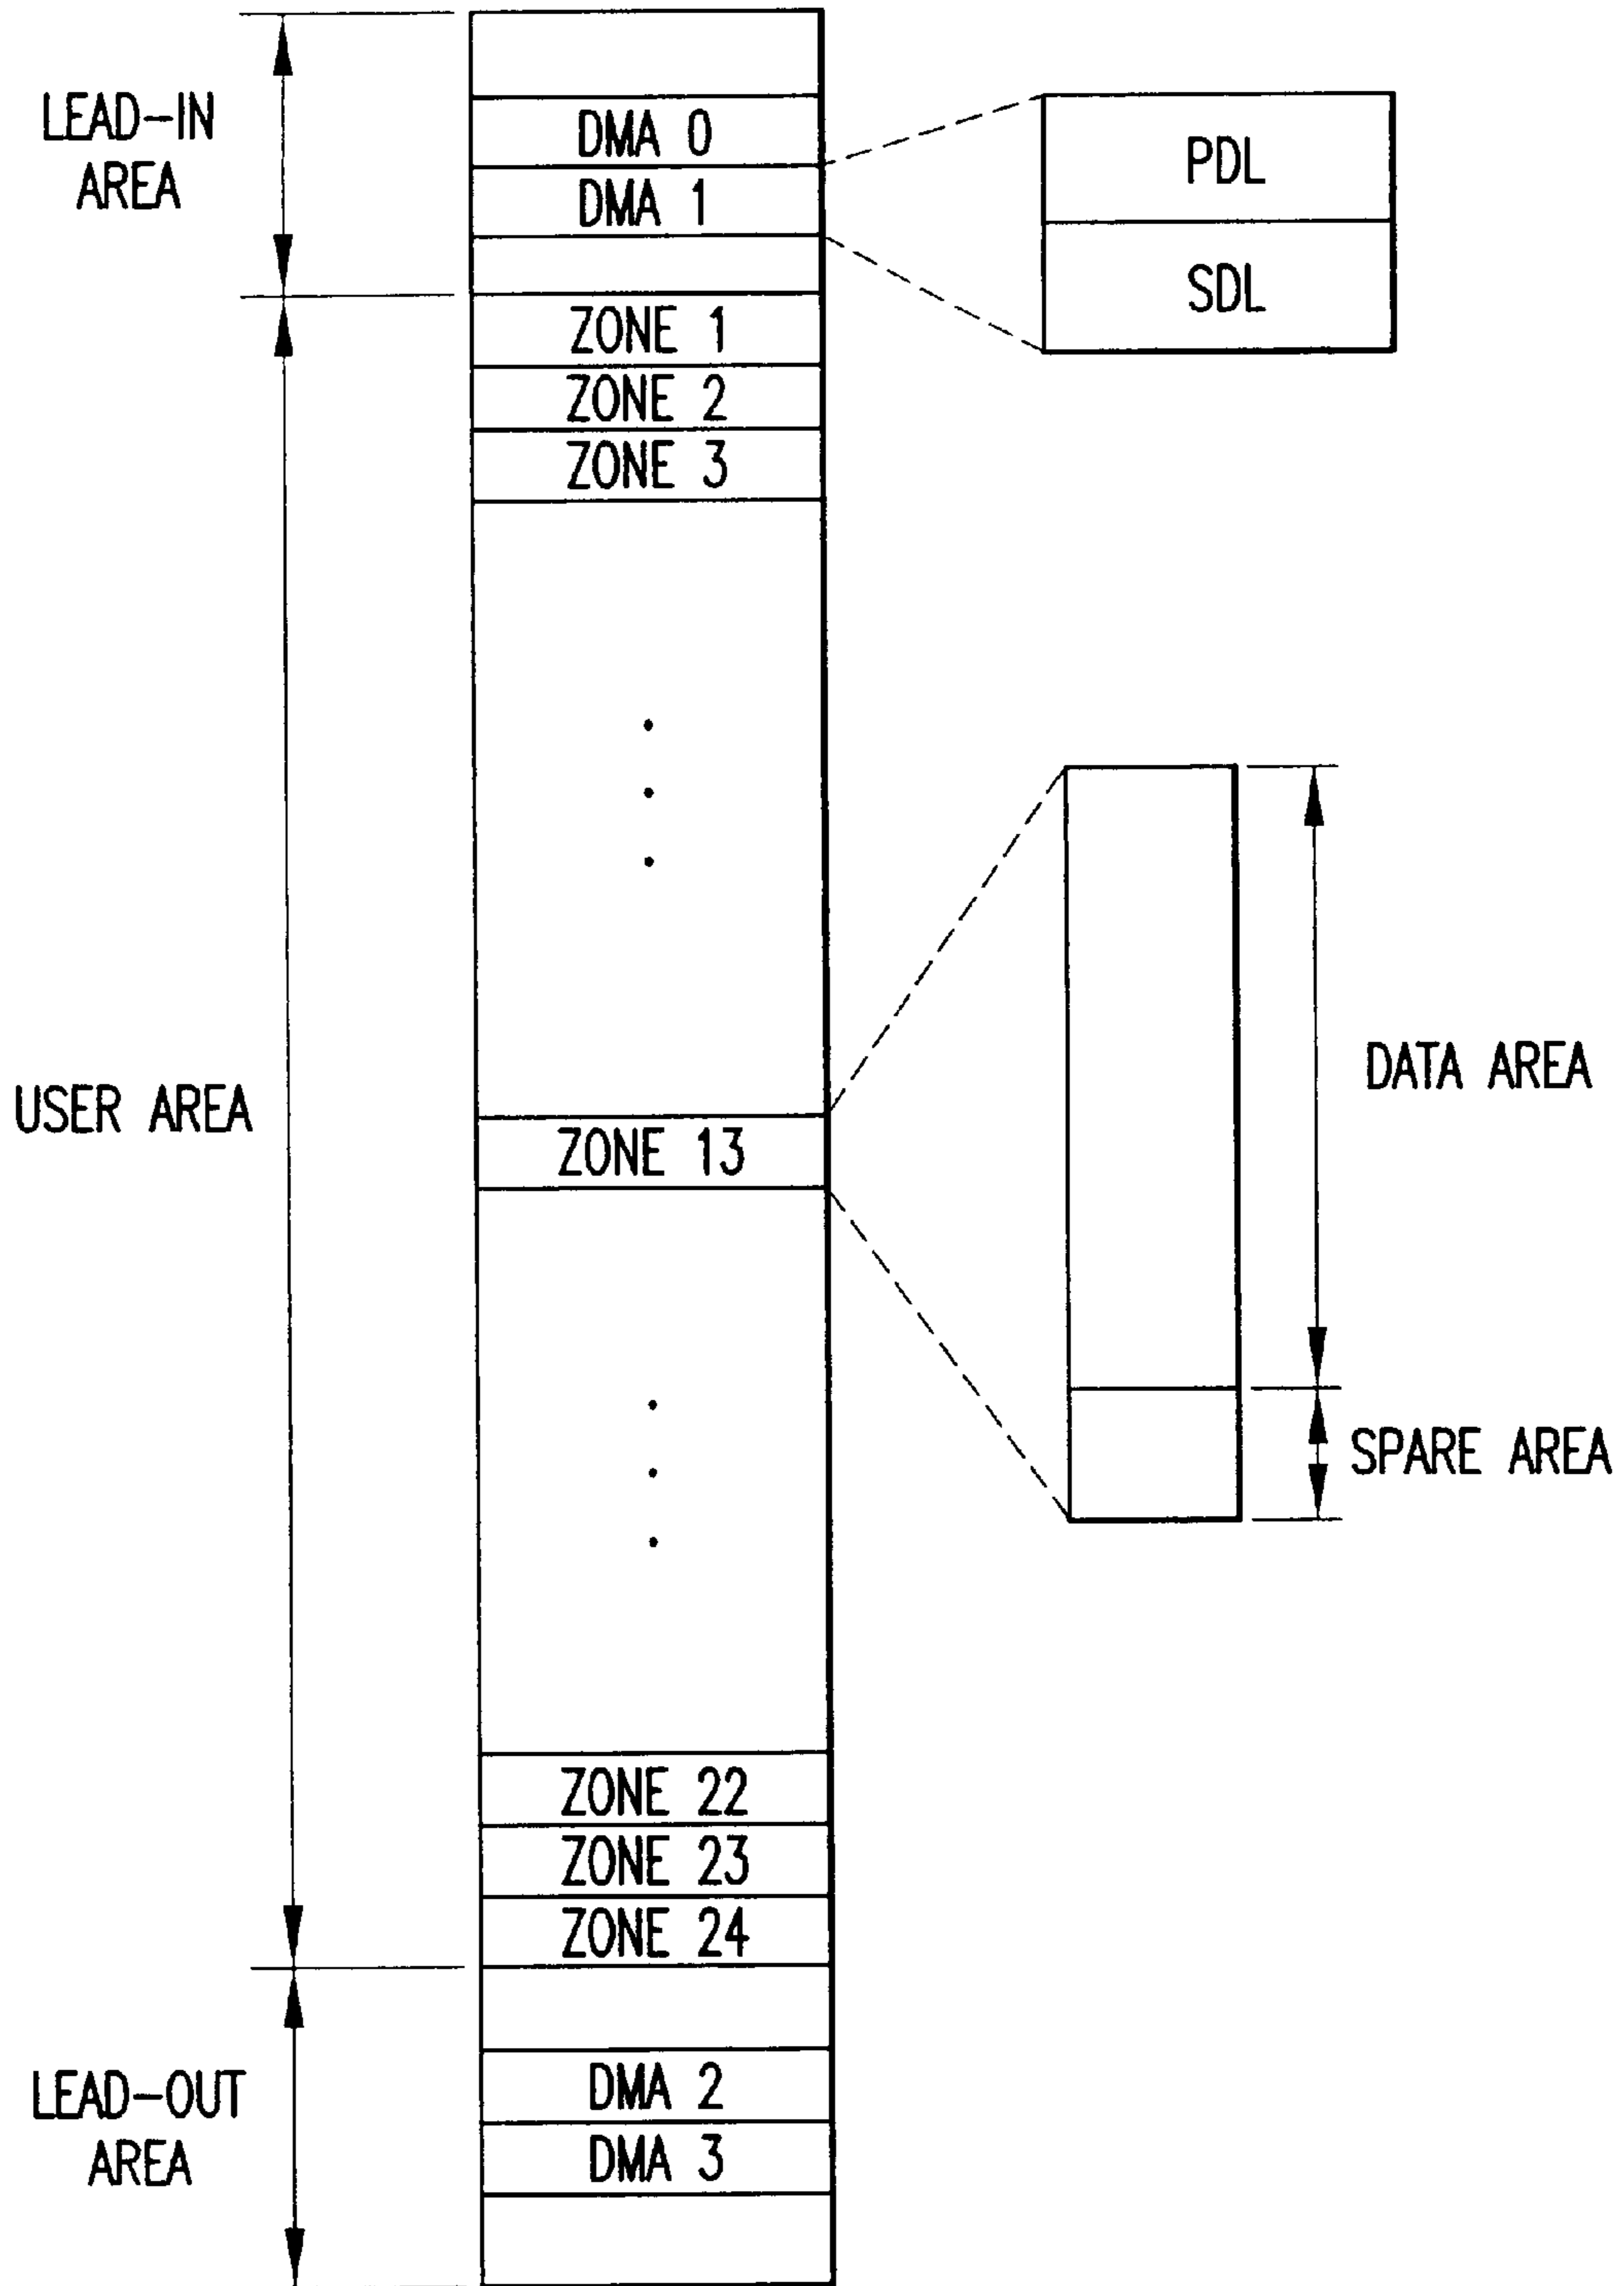 LEAD-IN
AREA
DMA 0
DMA 1
PDL
SDL
ZONE 1
ZONE 2
ZONE 3
USER AREA
ZONE 13
DATA AREA
SPARE AREA
ZONE 22
ZONE 23
ZONE 24
LEAD-OUT
AREA
DMA 2
DMA 3